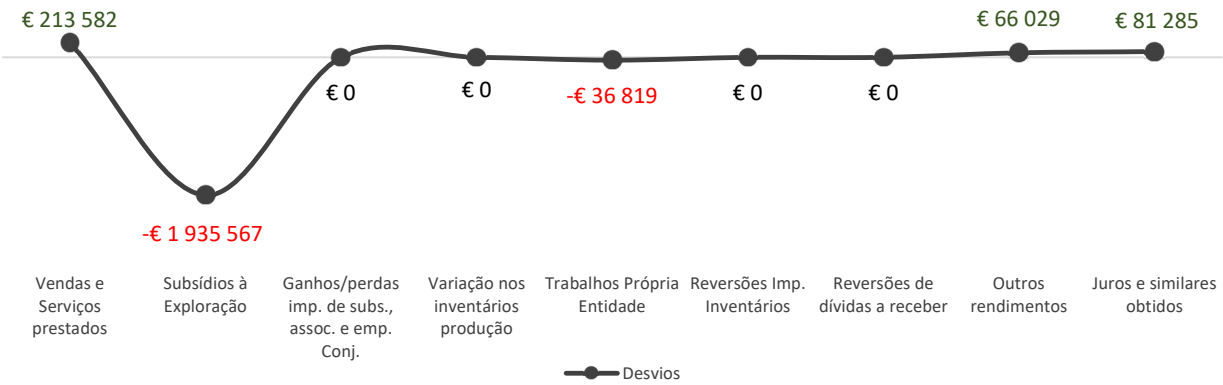 € 213 582
-€ 1 935 567
€ 0
€ 0
-€ 36 819
€ 0
€ 0
€ 66 029
€ 81 285
Vendas e
Serviços
prestados
Subsídios à
Exploração
Ganhos/perdas
imp. de subs.,
assoc. e emp.
Conj.
Variação nos
inventários
produção
Trabalhos Própria
Entidade
Reversões Imp.
Inventários
Reversões de
dívidas a receber
Outros
rendimentos
Juros e similares
obtidos
Desvios